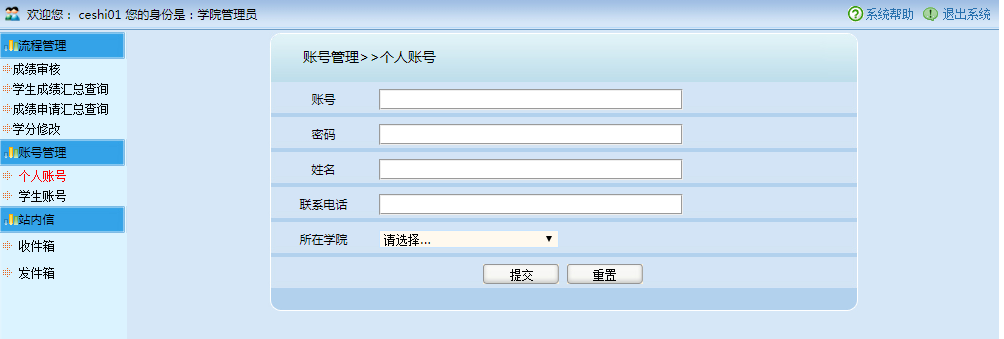 欢迎您： ceshi01 您的身份是：学院管理员
系统帮助 退出系统
流程管理
成绩审核
学生成绩汇总查询
成绩申请汇总查询
学分修改
账号管理
个人账号
学生账号
站内信
收件箱
发件箱
账号管理>>个人账号
账号
密码
姓名
联系电话
所在学院 请选择...
提交 重置